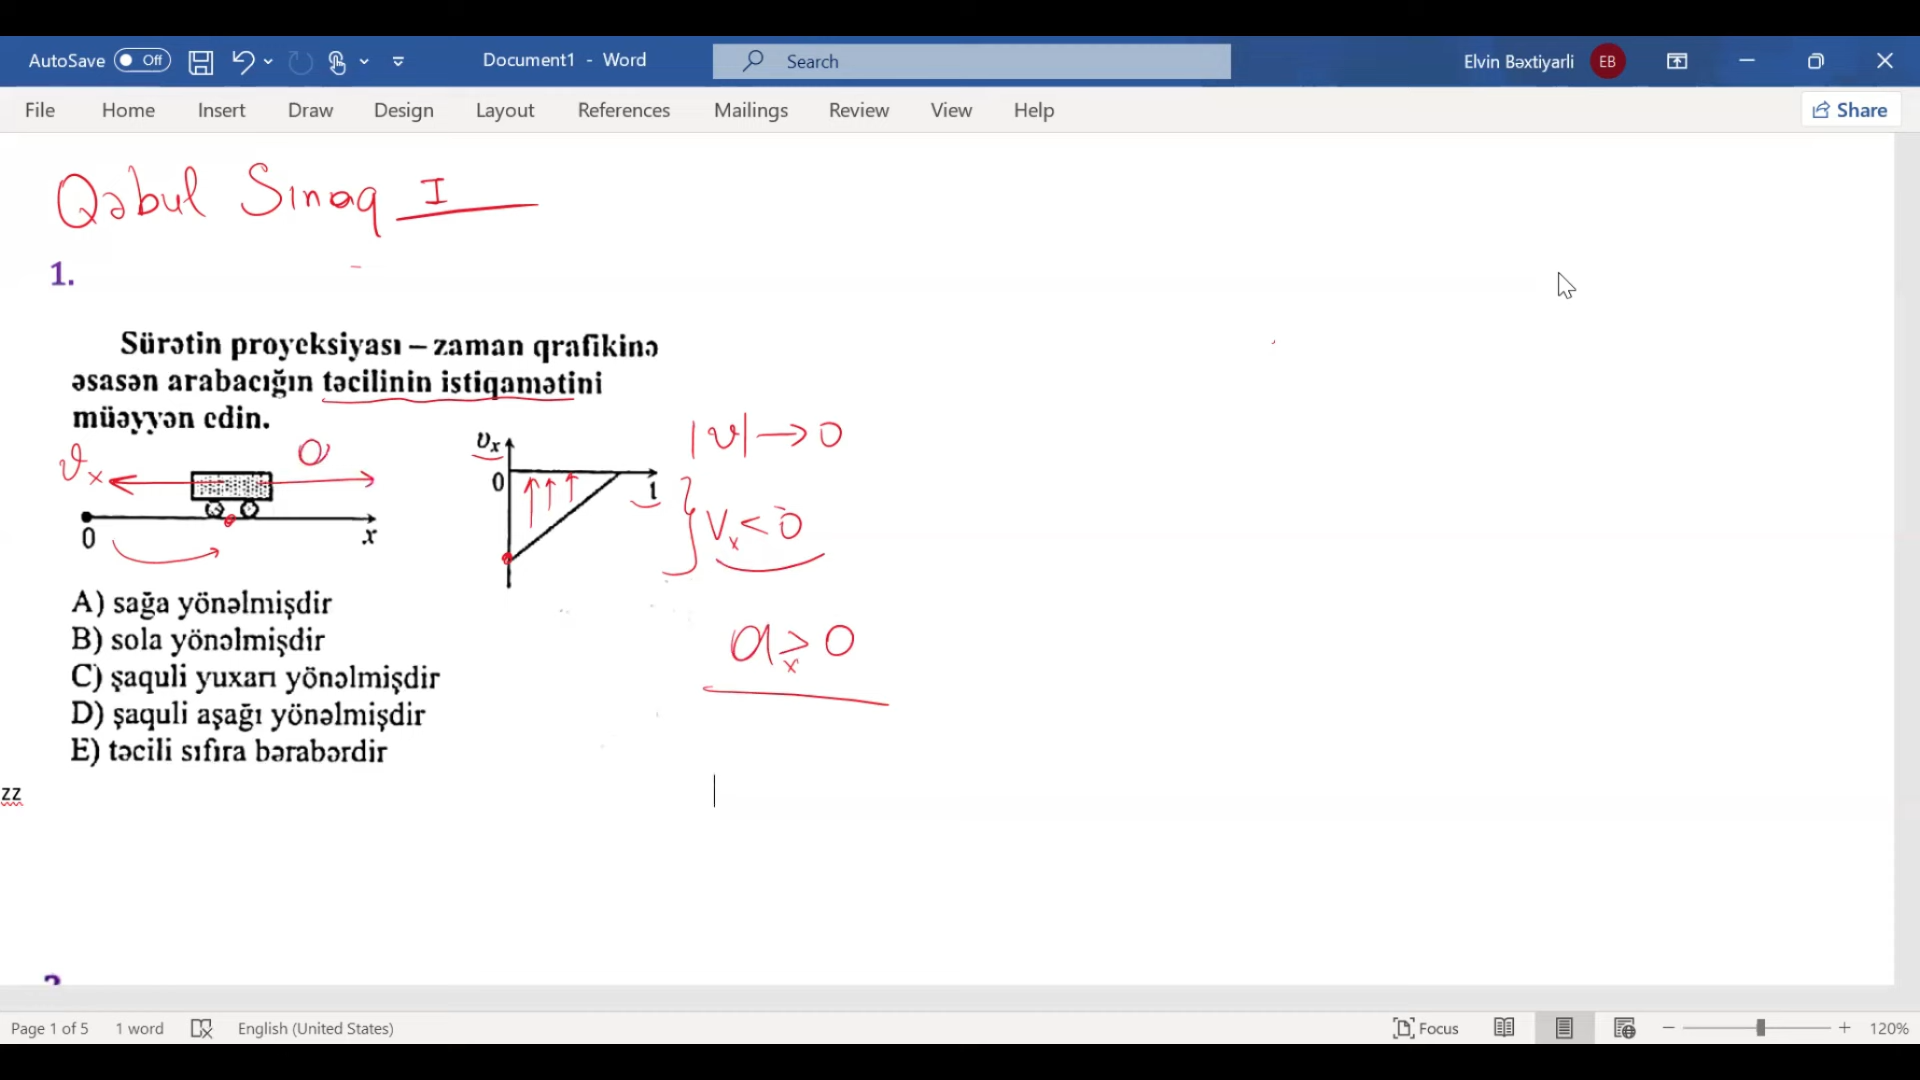 AutoSave Off Document1 - Word Search Elvin Bəxtiyarli EB
File Home Insert Draw Design Layout References Mailings Review View Help Share
Qəbul Sınaq I
1.
Sürətin proyeksiyası – zaman qrafikinə
əsasən arabacığın təcilinin istiqamətini
müəyyən edin.
|v| → 0
ϑx a
υx
0 t
0 x
Vx < 0
A) sağa yönəlmişdir
B) sola yönəlmişdir
C) şaquli yuxarı yönəlmişdir
D) şaquli aşağı yönəlmişdir
E) təcili sıfıra bərabərdir
ax > 0
zz
Page 1 of 5 1 word English (United States) Focus 120%